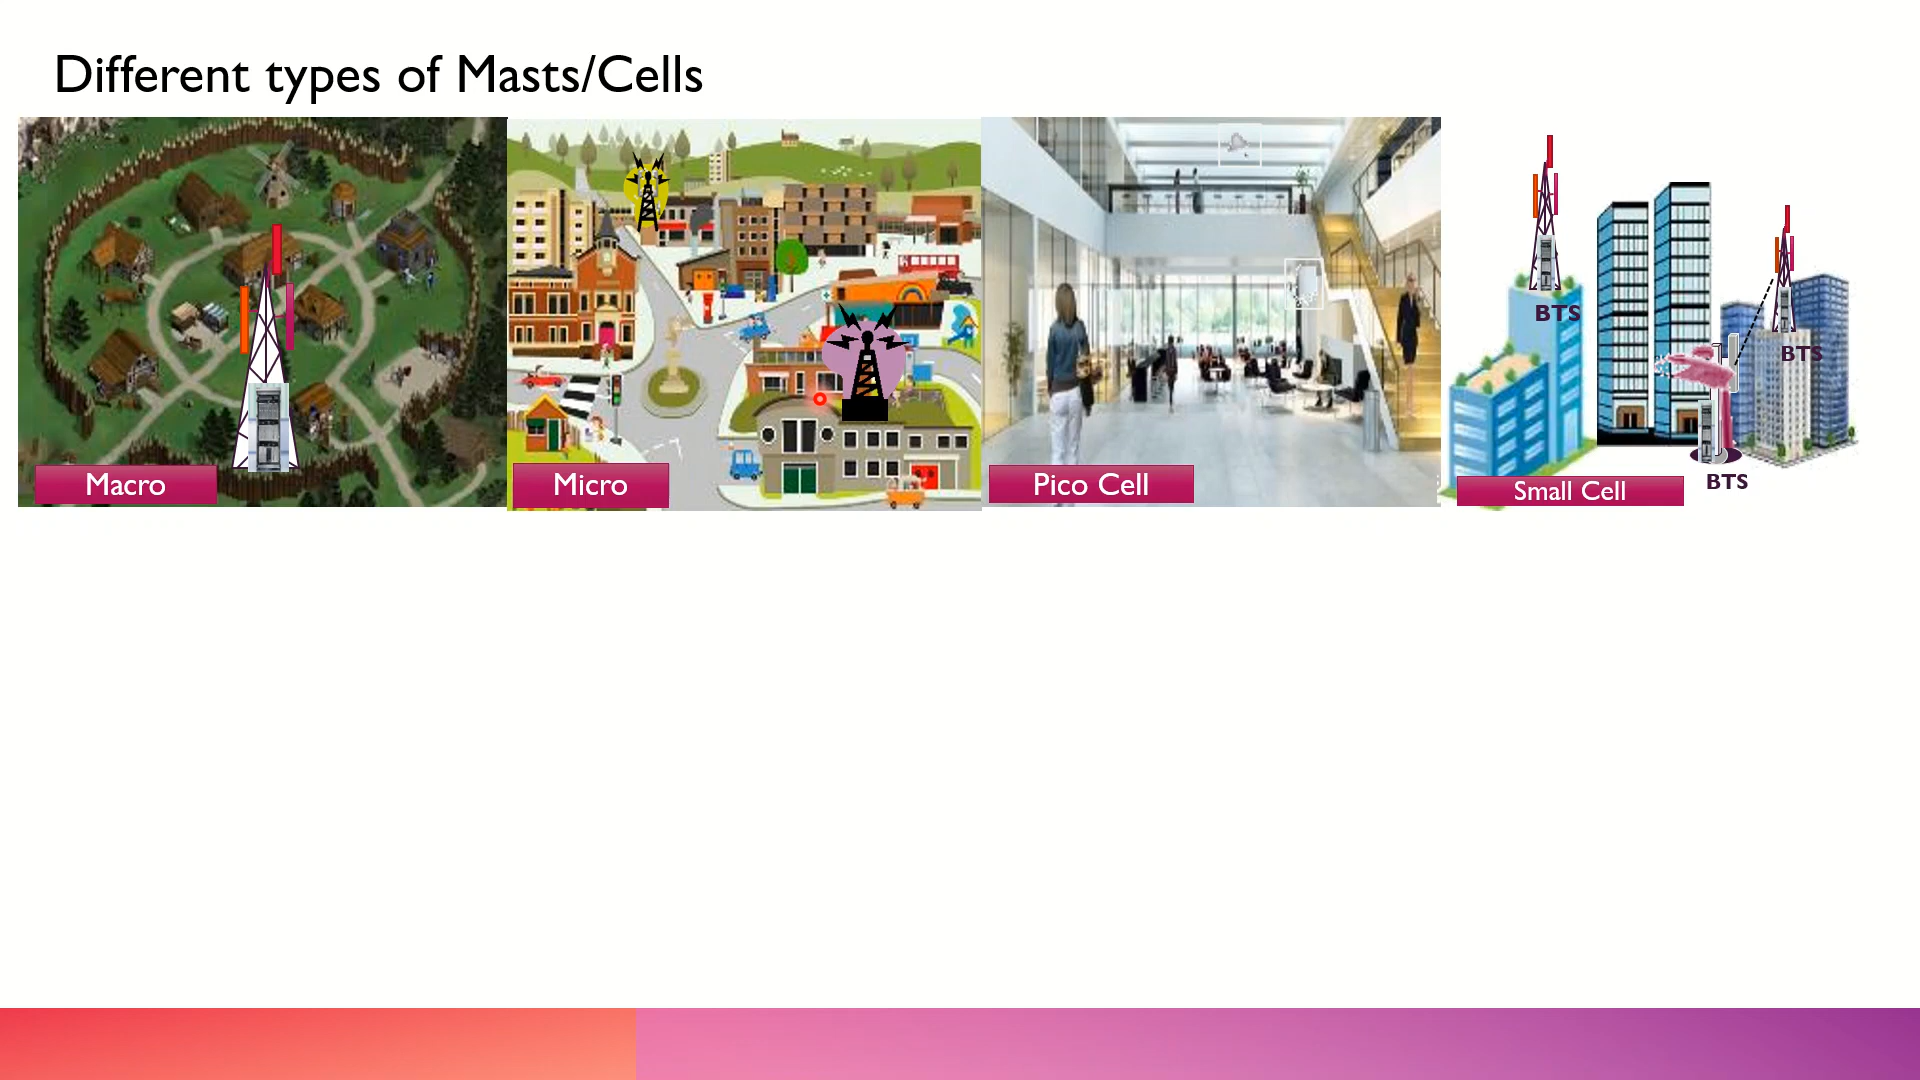 Different types of Masts/Cells
Macro
Micro
Pico Cell
Small Cell
BTS
BTS
BTS